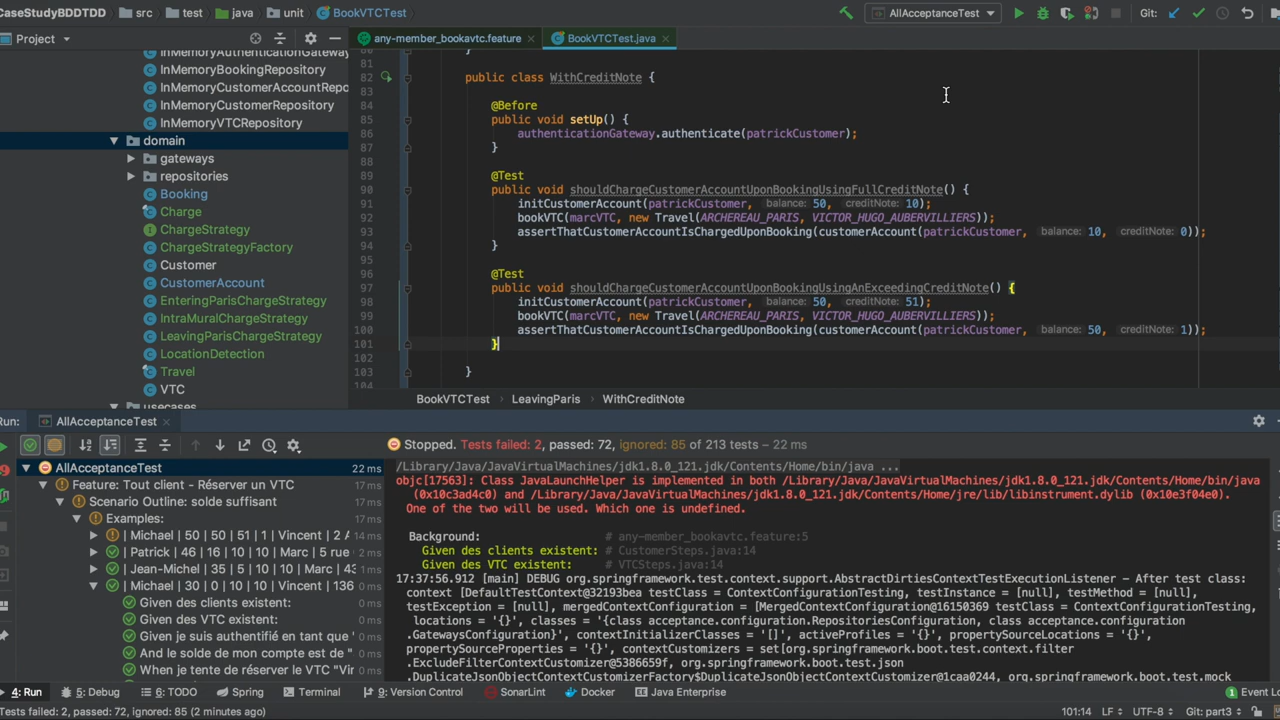 CaseStudyBDDTDD src test java unit BookVTCTest AllAcceptanceTest Git:
Project any-member_bookavtc.feature BookVTCTest.java
InMemoryAuthenticationGateway
InMemoryBookingRepository
InMemoryCustomerAccountRepo
InMemoryCustomerRepository
InMemoryVTCRepository
domain
gateways
repositories
Booking
Charge
ChargeStrategy
ChargeStrategyFactory
Customer
CustomerAccount
EnteringParisChargeStrategy
IntraMuralChargeStrategy
LeavingParisChargeStrategy
LocationDetection
Travel
VTC
usecases
80 }
81
82 public class WithCreditNote {
83
84 @Before
85 public void setUp() {
86 authenticationGateway.authenticate(patrickCustomer);
87 }
88
89 @Test
90 public void shouldChargeCustomerAccountUponBookingUsingFullCreditNote() {
91 initCustomerAccount(patrickCustomer, balance: 50, creditNote: 10);
92 bookVTC(marcVTC, new Travel(ARCHEREAU_PARIS, VICTOR_HUGO_AUBERVILLIERS));
93 assertThatCustomerAccountIsChargedUponBooking(customerAccount(patrickCustomer, balance: 10, creditNote: 0));
94 }
95
96 @Test
97 public void shouldChargeCustomerAccountUponBookingUsingAnExceedingCreditNote() {
98 initCustomerAccount(patrickCustomer, balance: 50, creditNote: 51);
99 bookVTC(marcVTC, new Travel(ARCHEREAU_PARIS, VICTOR_HUGO_AUBERVILLIERS));
100 assertThatCustomerAccountIsChargedUponBooking(customerAccount(patrickCustomer, balance: 50, creditNote: 1));
101 }
102
103 }
104
BookVTCTest LeavingParis WithCreditNote
Run: AllAcceptanceTest
Stopped. Tests failed: 2, passed: 72, ignored: 85 of 213 tests – 22 ms
AllAcceptanceTest 22 ms
Feature: Tout client - Réserver un VTC 17 ms
Scenario Outline: solde suffisant 17 ms
Examples: 17 ms
| Michael | 50 | 50 | 51 | 1 | Vincent | 2 A 14 ms
| Patrick | 46 | 16 | 10 | 10 | Marc | 5 rue 2 ms
| Jean-Michel | 35 | 5 | 10 | 10 | Marc | 43 1 ms
| Michael | 30 | 0 | 10 | 10 | Vincent | 136 0 ms
Given des clients existent: 0 ms
Given des VTC existent: 0 ms
Given je suis authentifié en tant que " 0 ms
And le solde de mon compte est de " 0 ms
When je tente de réserver le VTC "Vir 0 ms
/Library/Java/JavaVirtualMachines/jdk1.8.0_121.jdk/Contents/Home/bin/java ...
objc[17563]: Class JavaLaunchHelper is implemented in both /Library/Java/JavaVirtualMachines/jdk1.8.0_121.jdk/Contents/Home/bin/java
(0x10c3ad4c0) and /Library/Java/JavaVirtualMachines/jdk1.8.0_121.jdk/Contents/Home/jre/lib/libinstrument.dylib (0x10e3f04e0).
One of the two will be used. Which one is undefined.
Background: # any-member_bookavtc.feature:5
Given des clients existent: # CustomerSteps.java:14
Given des VTC existent: # VTCSteps.java:14
17:37:56.912 [main] DEBUG org.springframework.test.context.support.AbstractDirtiesContextTestExecutionListener - After test class:
context [DefaultTestContext@32193bea testClass = ContextConfigurationTesting, testInstance = [null], testMethod = [null],
testException = [null], mergedContextConfiguration = [MergedContextConfiguration@16150369 testClass = ContextConfigurationTesting,
locations = '{}', classes = '{class acceptance.configuration.RepositoriesConfiguration, class acceptance.configuration
.GatewaysConfiguration}', contextInitializerClasses = '[]', activeProfiles = '{}', propertySourceLocations = '{}',
propertySourceProperties = '{}', contextCustomizers = set[org.springframework.boot.test.context.filter
.ExcludeFilterContextCustomizer@5386659f, org.springframework.boot.test.json
.DuplicateJsonObjectContextCustomizerFactory$DuplicateJsonObjectContextCustomizer@1caa0244, org.springframework.boot.test.mock
4: Run 5: Debug 6: TODO Spring Terminal 9: Version Control SonarLint Docker Java Enterprise 1 Event Lo
Tests failed: 2, passed: 72, ignored: 85 (2 minutes ago) 101:14 LF UTF-8 Git: part3